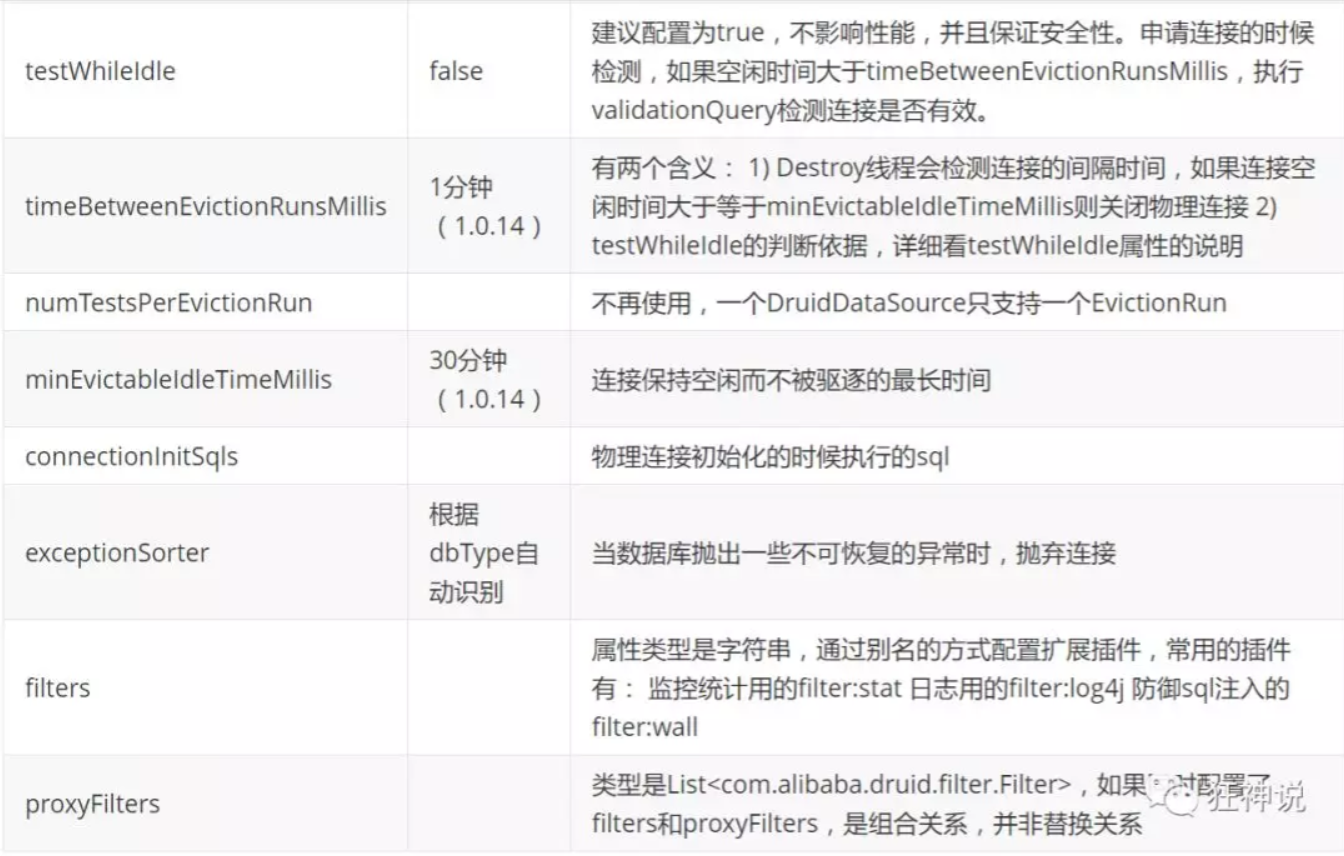 testWhileIdle
false
建议配置为true，不影响性能，并且保证安全性。申请连接的时候
检测，如果空闲时间大于timeBetweenEvictionRunsMillis，执行
validationQuery检测连接是否有效。
timeBetweenEvictionRunsMillis
1分钟
（1.0.14）
有两个含义： 1) Destroy线程会检测连接的间隔时间，如果连接空
闲时间大于等于minEvictableIdleTimeMillis则关闭物理连接 2)
testWhileIdle的判断依据，详细看testWhileIdle属性的说明
numTestsPerEvictionRun
不再使用，一个DruidDataSource只支持一个EvictionRun
minEvictableIdleTimeMillis
30分钟
（1.0.14）
连接保持空闲而不被驱逐的最长时间
connectionInitSqls
物理连接初始化的时候执行的sql
exceptionSorter
根据
dbType自
动识别
当数据库抛出一些不可恢复的异常时，抛弃连接
filters
属性类型是字符串，通过别名的方式配置扩展插件，常用的插件
有： 监控统计用的filter:stat 日志用的filter:log4j 防御sql注入的
filter:wall
proxyFilters
类型是List<com.alibaba.druid.filter.Filter>，如果 时配置了
filters和proxyFilters，是组合关系，并非替换关系
狂神说